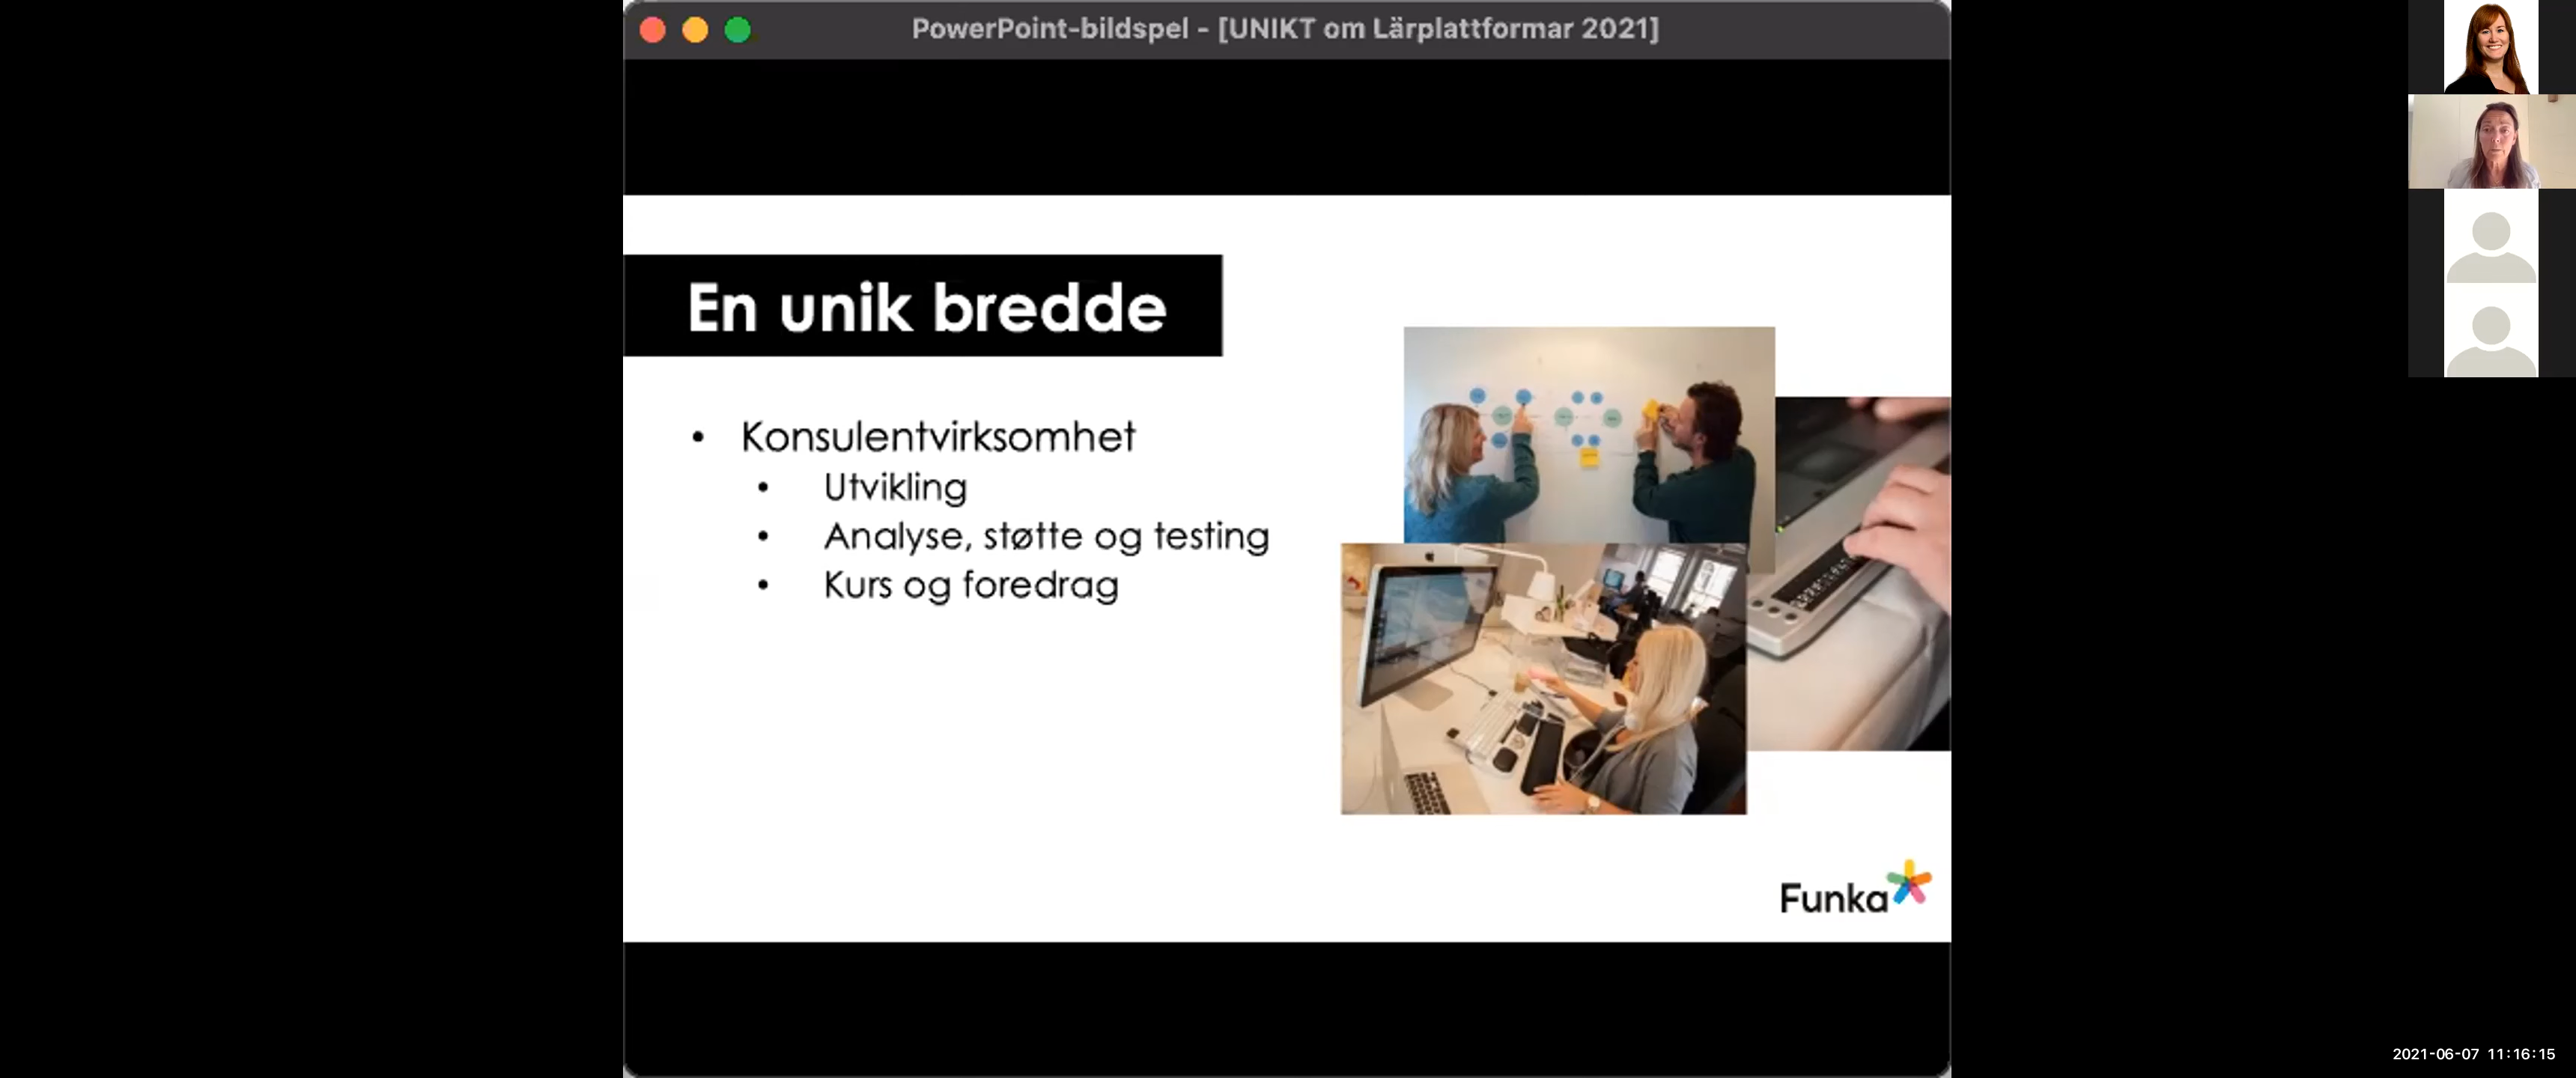 PowerPoint-bildspel - [UNIKT om Lärplattformar 2021]
En unik bredde
• Konsulentvirksomhet
• Utvikling
• Analyse, støtte og testing
• Kurs og foredrag
Funka
2021-06-07 11:16:15